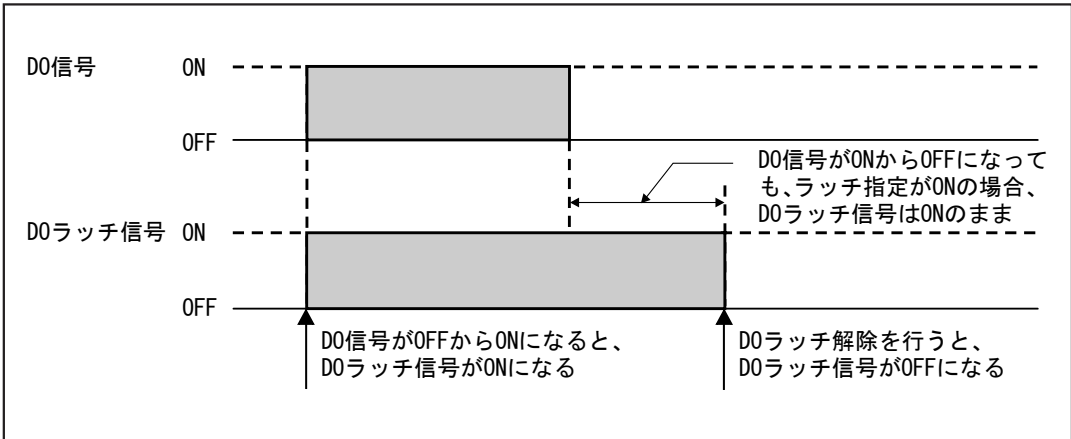 DO信号
ON
OFF
DO信号がONからOFFになって
も、ラッチ指定がONの場合、
DOラッチ信号はONのまま
DOラッチ信号
ON
OFF
DO信号がOFFからONになると、
DOラッチ信号がONになる
DOラッチ解除を行うと、
DOラッチ信号がOFFになる